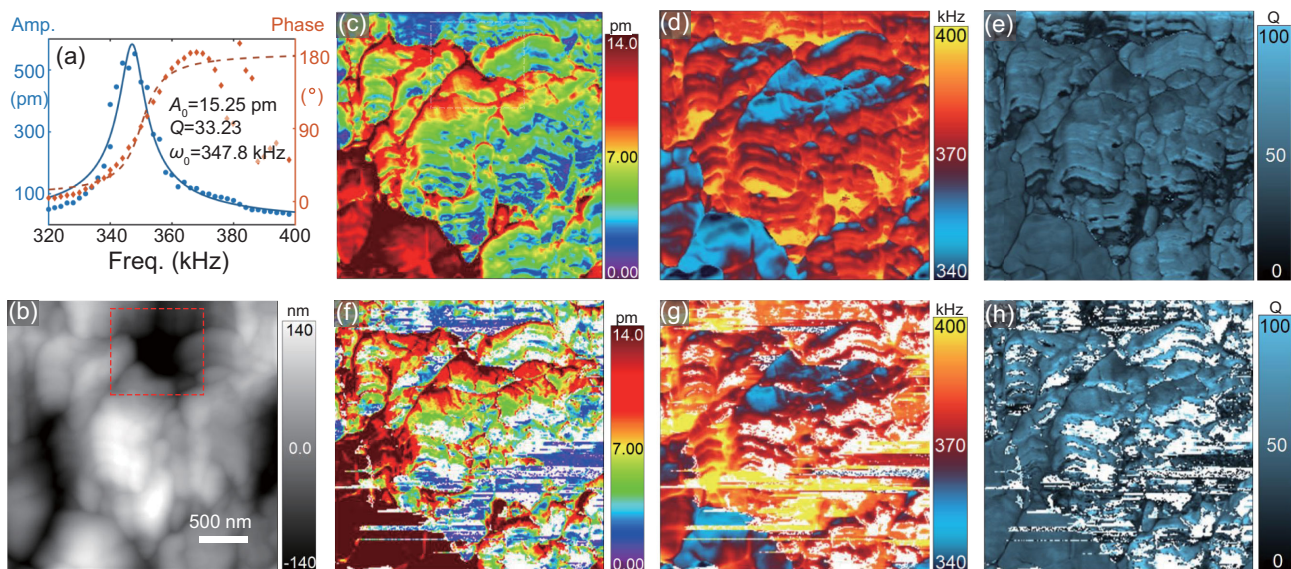 Amp.
Phase
(a)
500
(pm)
300
100
180
(°)
90
0
A₀=15.25 pm
Q=33.23
ω₀=347.8 kHz
320
340
360
380
400
Freq. (kHz)
(b)
nm
140
0.0
-140
500 nm
(c)
pm
14.0
7.00
0.00
(d)
kHz
400
370
340
(e)
Q
100
50
0
(f)
pm
14.0
7.00
0.00
(g)
kHz
400
370
340
(h)
Q
100
50
0